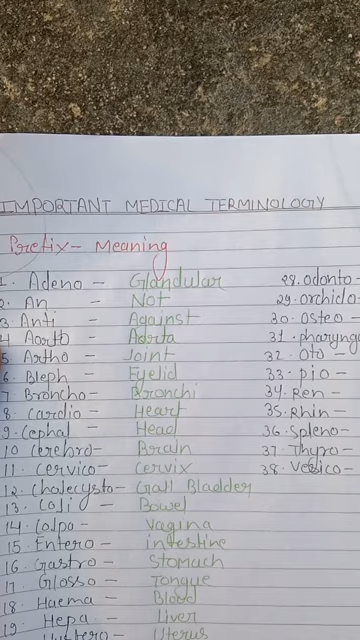 IMPORTANT MEDICAL TERMINOLOGY
Prefix- Meaning
1. Adeno - Glandular
2. An - Not
3. Anti - Against
4 Aorto - Aorta
5. Artho - Joint
6. Bleph - Eyelid
7. Broncho- Bronchi
8. Cardio - Heart
9. Cephal - Head
10 Cerebro- Brain
11. Cervico- Cervix
12. Cholecysto- Gall Bladder
13. Coli - Bowel
14. Colpo - Vagina
15. Entero - intestine
16. Gastro - Stomach
17. Glosso - Tongue
18. Haema - Blood
19. Hepa - Liver
Uterus
28. Odonto-
29. Orchido
30. Osteo -
31. pharyngo
32. Oto -
33. pio -
34. Ren -
35. Rhin -
36. Spleno-
37. Thyro-
38. Vesico-